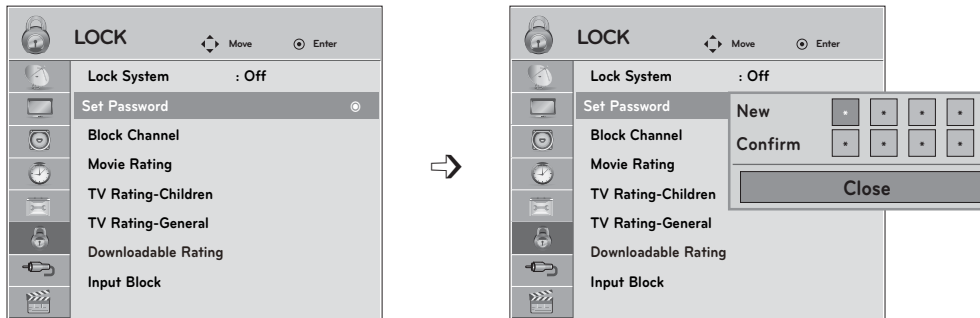 LOCK
Move
Enter
Lock System : Off
Set Password
Block Channel
Movie Rating
TV Rating-Children
TV Rating-General
Downloadable Rating
Input Block
LOCK
Move
Enter
Lock System : Off
Set Password
Block Channel
Movie Rating
TV Rating-Children
TV Rating-General
Downloadable Rating
Input Block
New * * * *
Confirm * * * *
Close